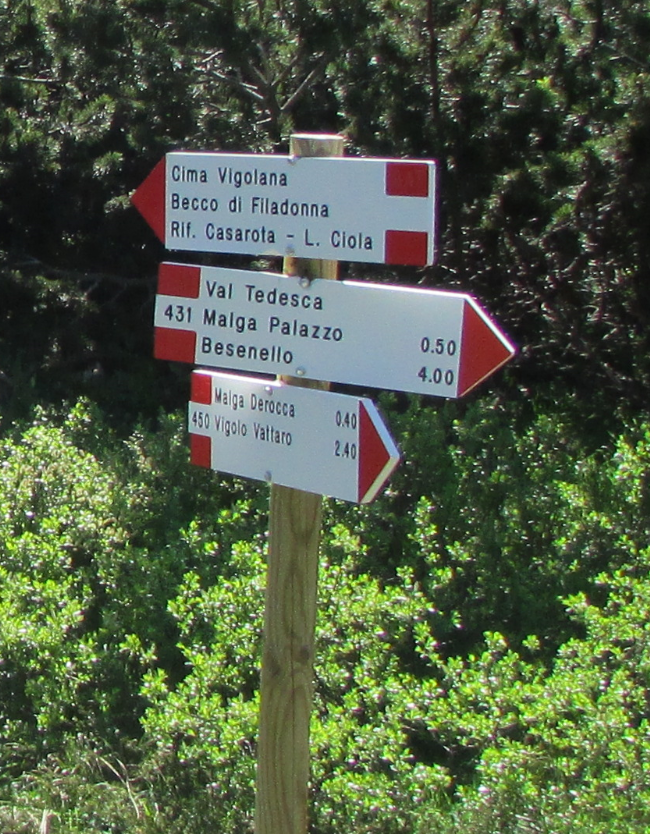 Cima Vigolana
Becco di Filadonna
Rif. Casarota - L. Ciola
Val Tedesca
431 Malga Palazzo 0.50
Besenello 4.00
Malga Derocca 0.40
450 Vigolo Vattaro 2.40